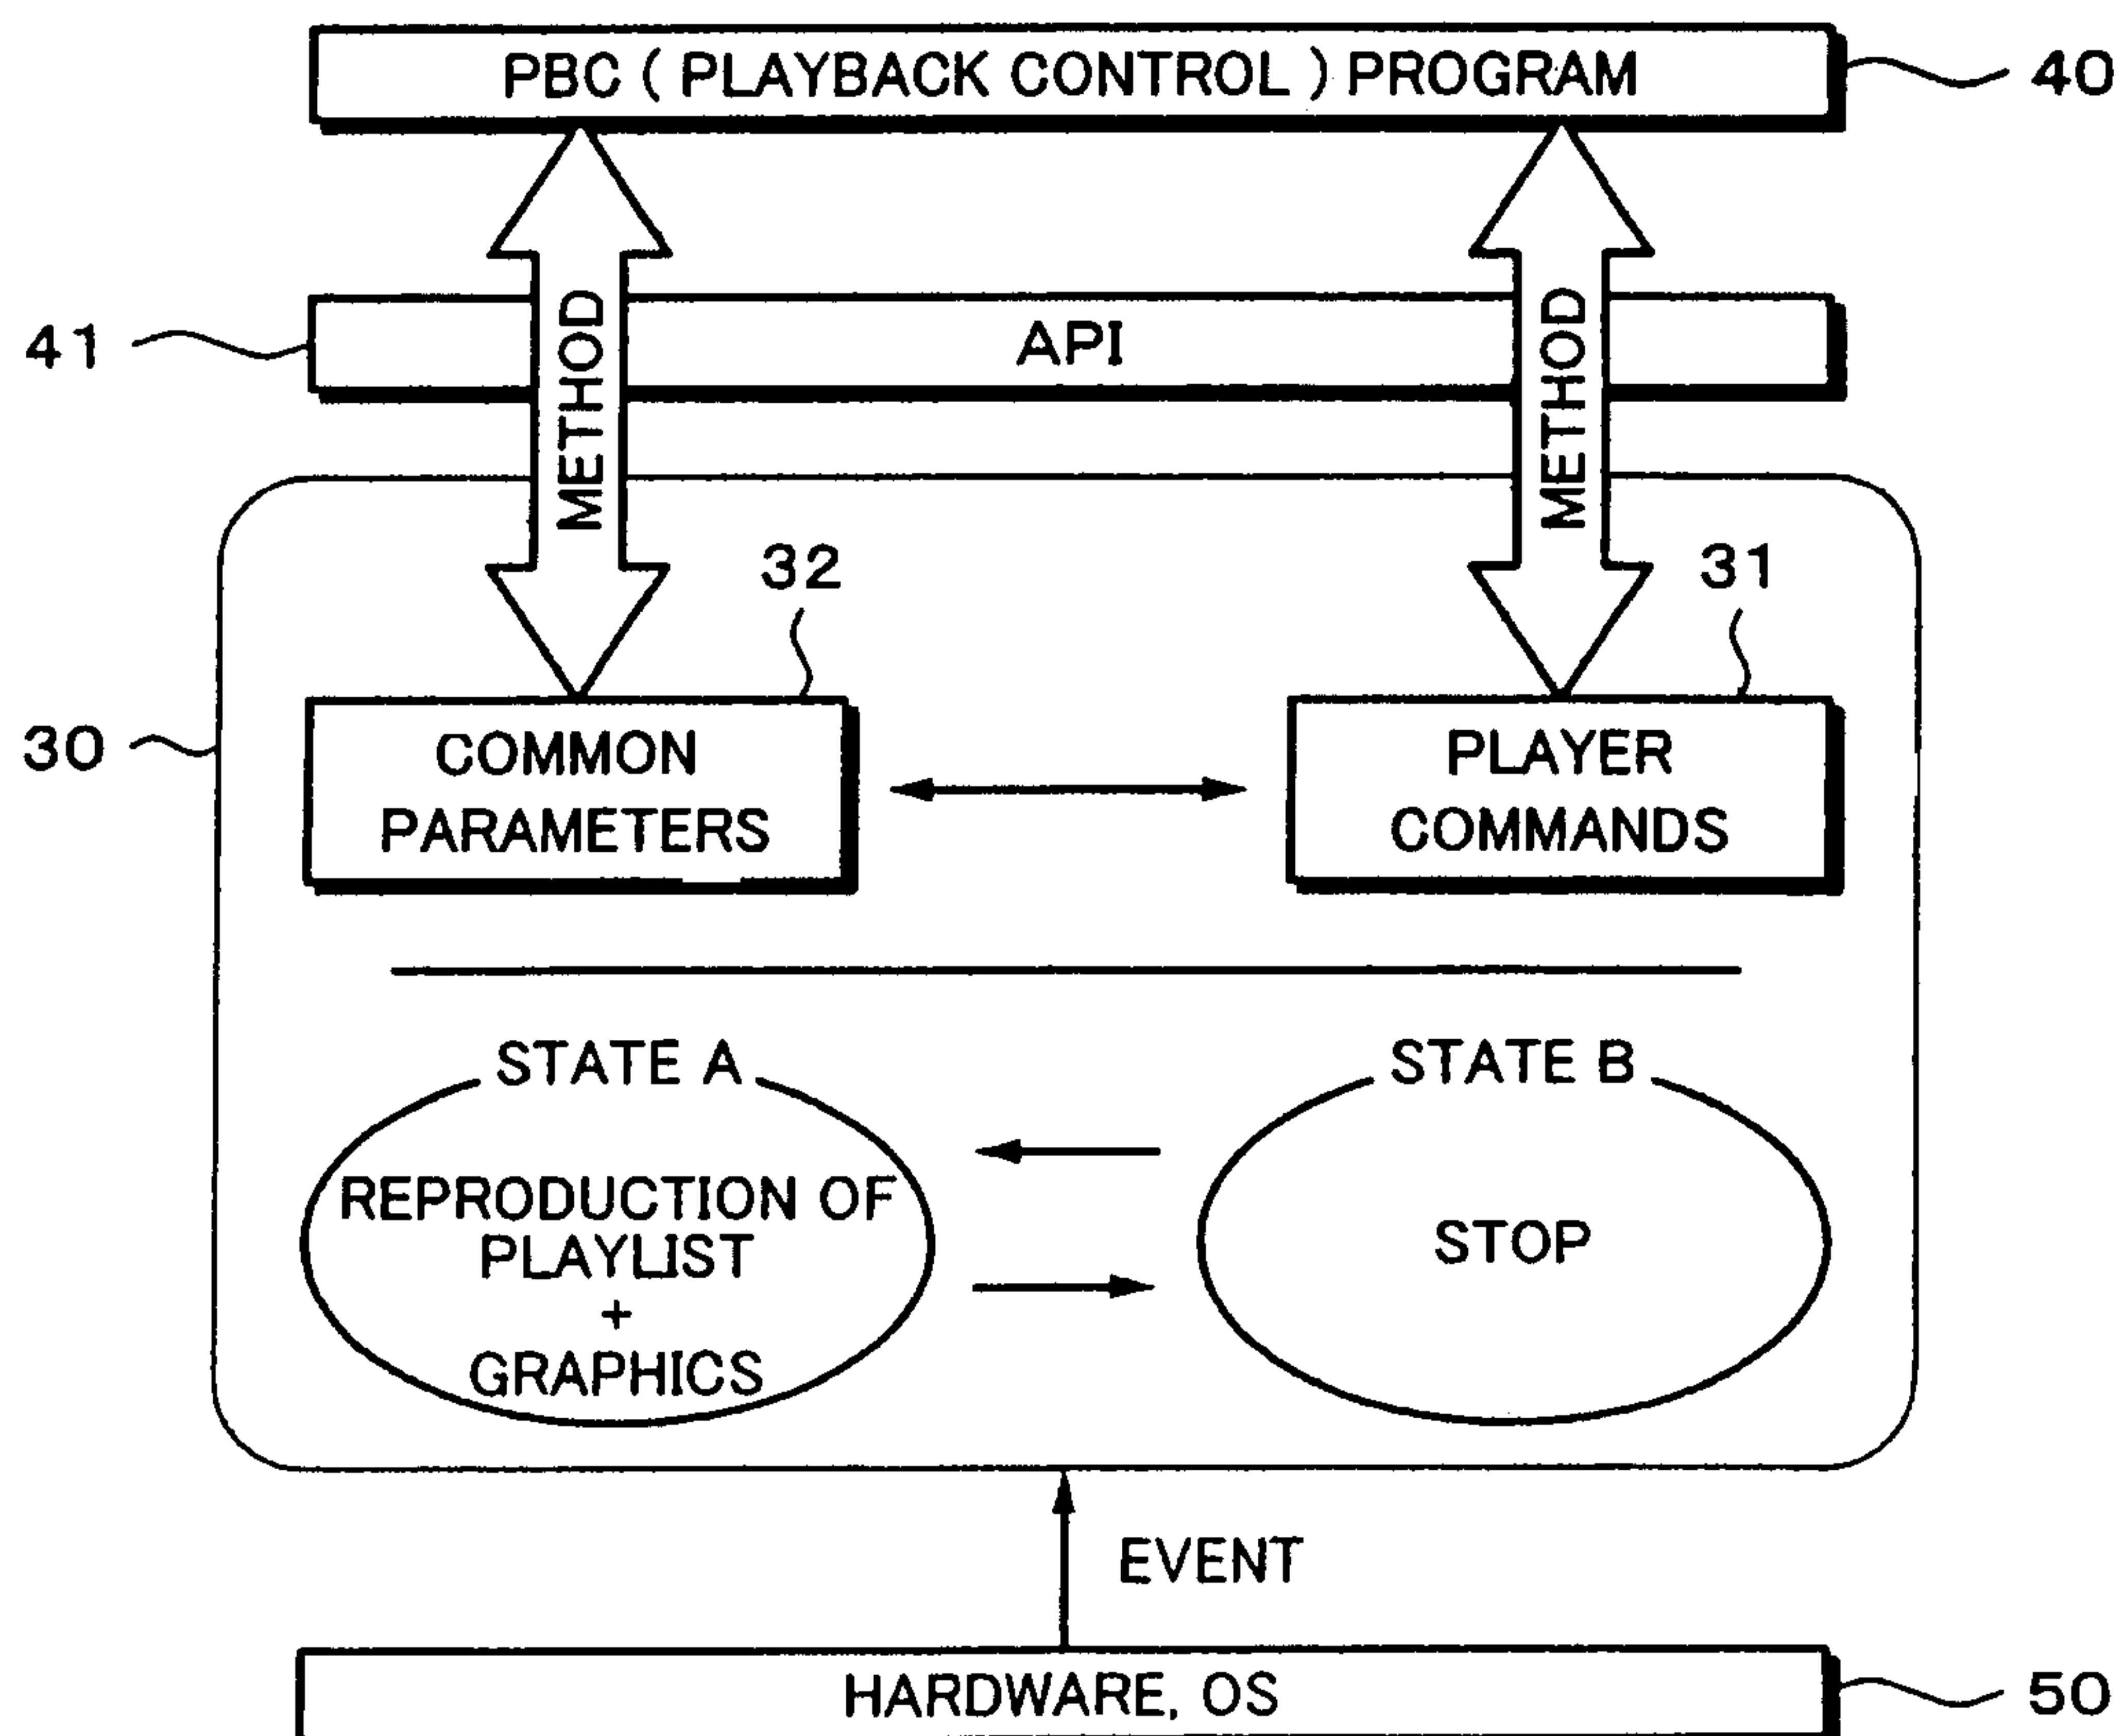 PBC ( PLAYBACK CONTROL ) PROGRAM
40
METHOD
METHOD
41
API
32
31
30
COMMON
PARAMETERS
PLAYER
COMMANDS
STATE A
STATE B
REPRODUCTION OF
PLAYLIST
+
GRAPHICS
STOP
EVENT
HARDWARE, OS
50